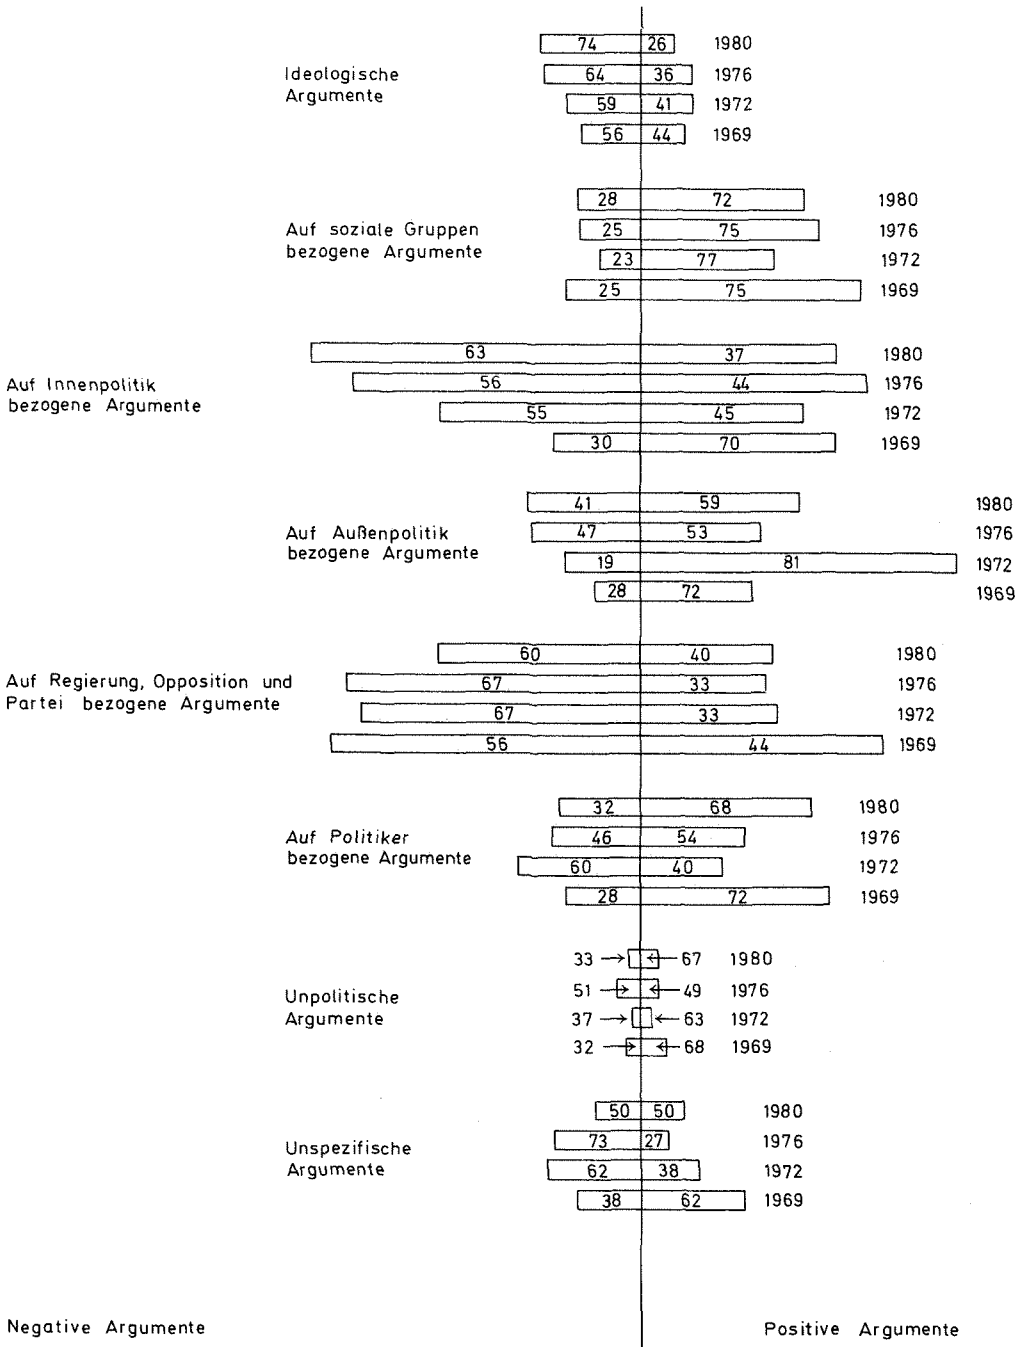 74 26 1980
Ideologische 64 36 1976
Argumente 59 41 1972
56 44 1969
28 72 1980
Auf soziale Gruppen 25 75 1976
bezogene Argumente 23 77 1972
25 75 1969
63 37 1980
Auf Innenpolitik 56 44 1976
bezogene Argumente 55 45 1972
30 70 1969
41 59 1980
Auf Außenpolitik 47 53 1976
bezogene Argumente 19 81 1972
28 72 1969
60 40 1980
Auf Regierung, Opposition und 67 33 1976
Partei bezogene Argumente 67 33 1972
56 44 1969
32 68 1980
Auf Politiker 46 54 1976
bezogene Argumente 60 40 1972
28 72 1969
33 67 1980
Unpolitische 51 49 1976
Argumente 37 63 1972
32 68 1969
50 50 1980
Unspezifische 73 27 1976
Argumente 62 38 1972
38 62 1969
Negative Argumente Positive Argumente